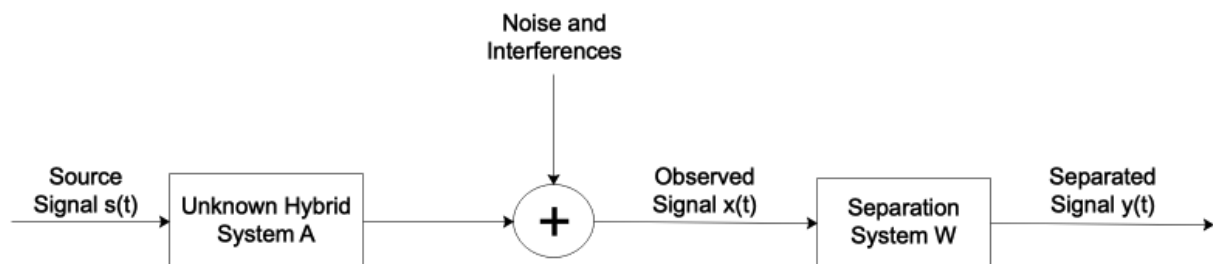 Noise and
Interferences
Source
Signal s(t)
Unknown Hybrid
System A
+
Observed
Signal x(t)
Separation
System W
Separated
Signal y(t)